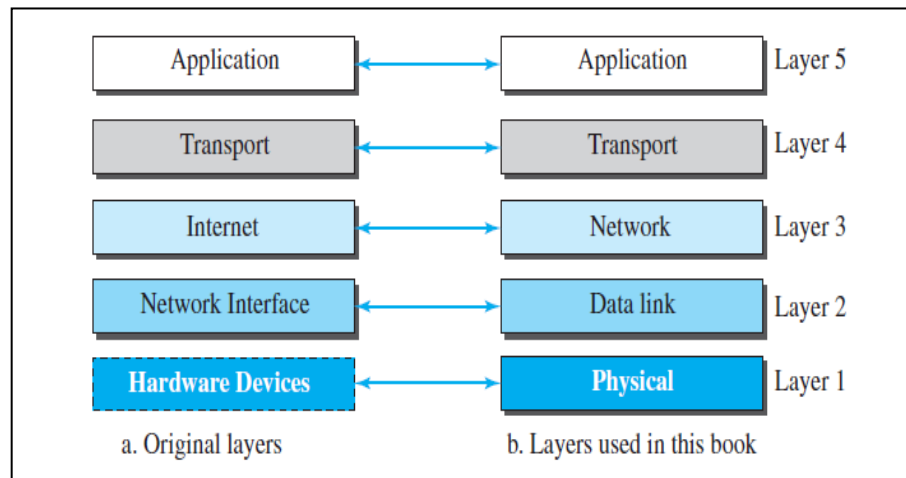 Application Application Layer 5
Transport Transport Layer 4
Internet Network Layer 3
Network Interface Data link Layer 2
Hardware Devices Physical Layer 1
a. Original layers b. Layers used in this book